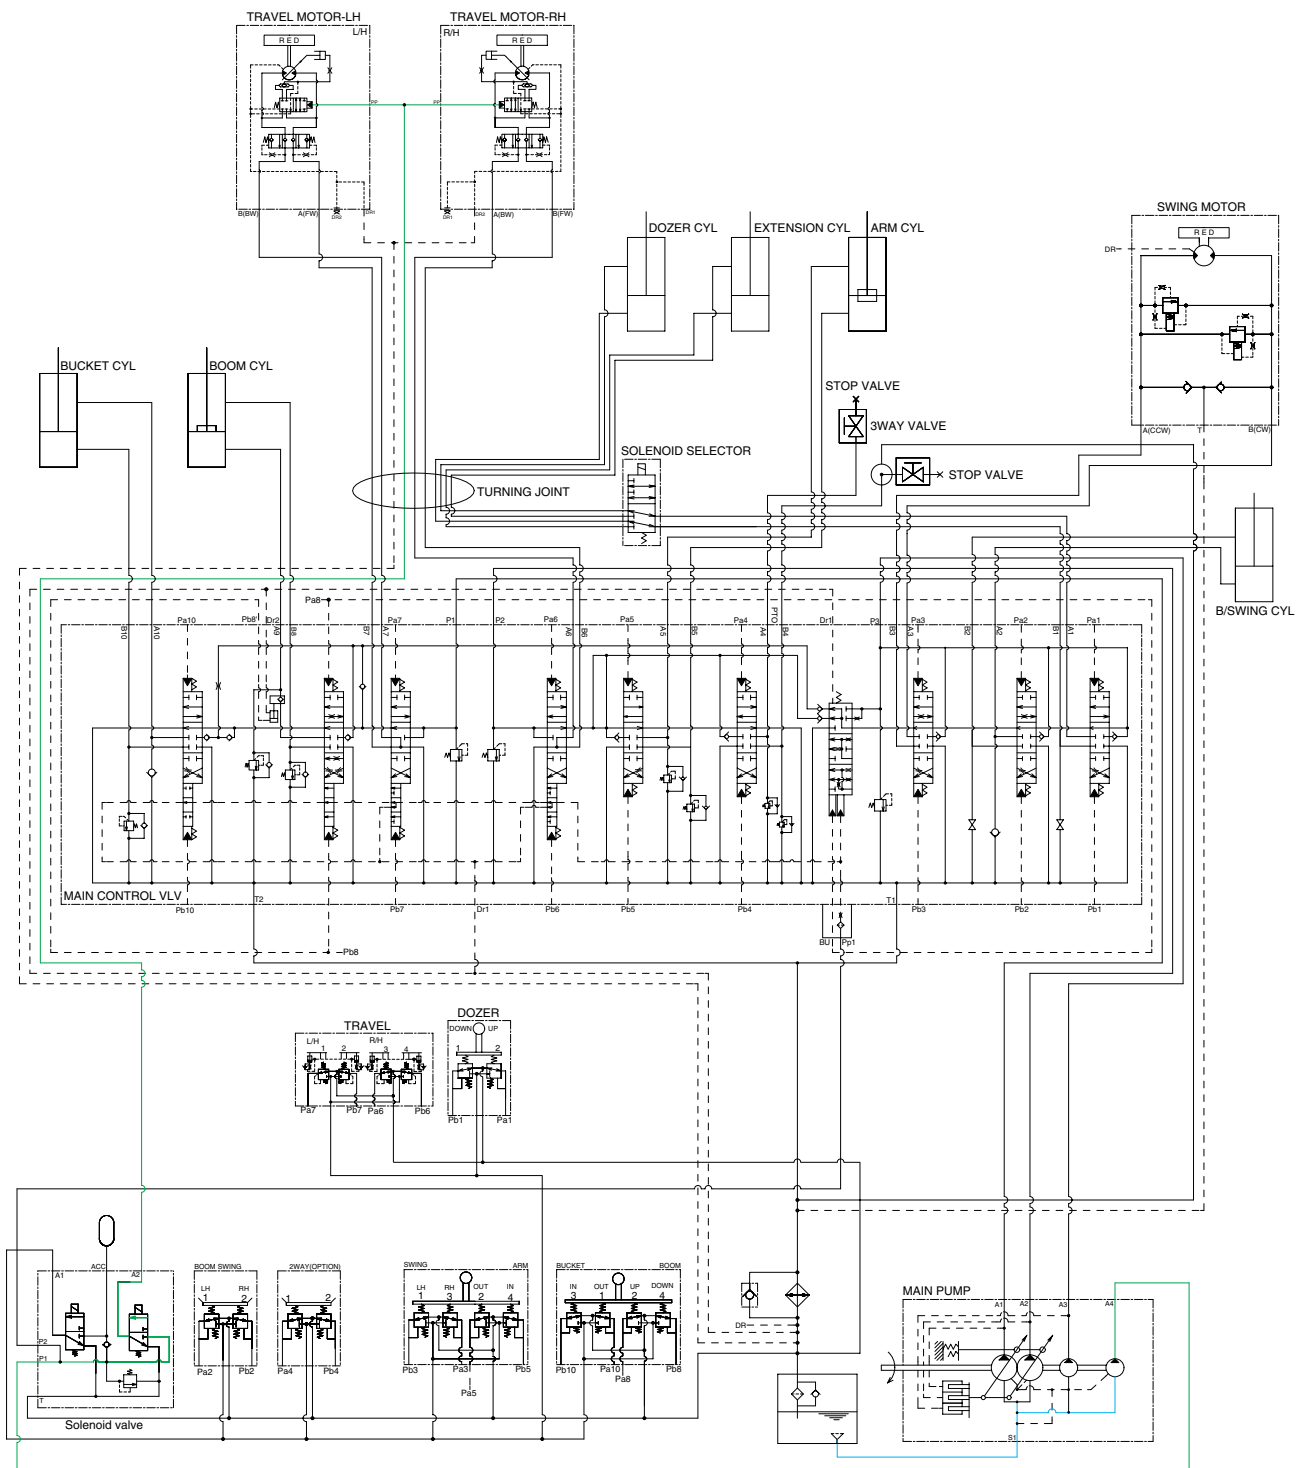 TRAVEL MOTOR-LH
TRAVEL MOTOR-RH
L/H
R/H
RED
RED
PP
PP
B(BW)
A(FW)
DR2
DR1
DR1
DR2
A(BW)
B(FW)
SWING MOTOR
RED
DR
A(CCW)
T
B(CW)
DOZER CYL
EXTENSION CYL
ARM CYL
BUCKET CYL
BOOM CYL
STOP VALVE
3WAY VALVE
SOLENOID SELECTOR
STOP VALVE
TURNING JOINT
B/SWING CYL
Pa8
B10
A10
Pa10
Pb8'
Dr2
A9
B8
B7
A7
Pa7
P1
P2
Pa6
A6
B6
Pa5
A5
B5
Pa4
A4
PTO
B4
Dr1
P3
B3
A3
Pa3
B2
A2
Pa2
B1
A1
Pa1
MAIN CONTROL VLV
Pb10
T2
Pb7
Dr1
Pb6
Pb5
Pb4
T1
Pb3
Pb2
Pb1
BU
Pp1
Pb8
TRAVEL
L/H
R/H
1
2
3
4
Pa7
Pb7
Pa6
Pb6
DOZER
DOWN
UP
1
2
Pb1
Pa1
A1
ACC
A2
P2
P1
T
Solenoid valve
BOOM SWING
LH
RH
1
2
Pa2
Pb2
2WAY(OPTION)
1
2
Pa4
Pb4
SWING
ARM
LH
RH
OUT
IN
1
3
2
4
Pb3
Pa3
Pb5
Pa5
BUCKET
BOOM
IN
OUT
UP
DOWN
3
1
2
4
Pb10
Pa10
Pb8
Pa8
DR
MAIN PUMP
A1
A2
A3
A4
S1